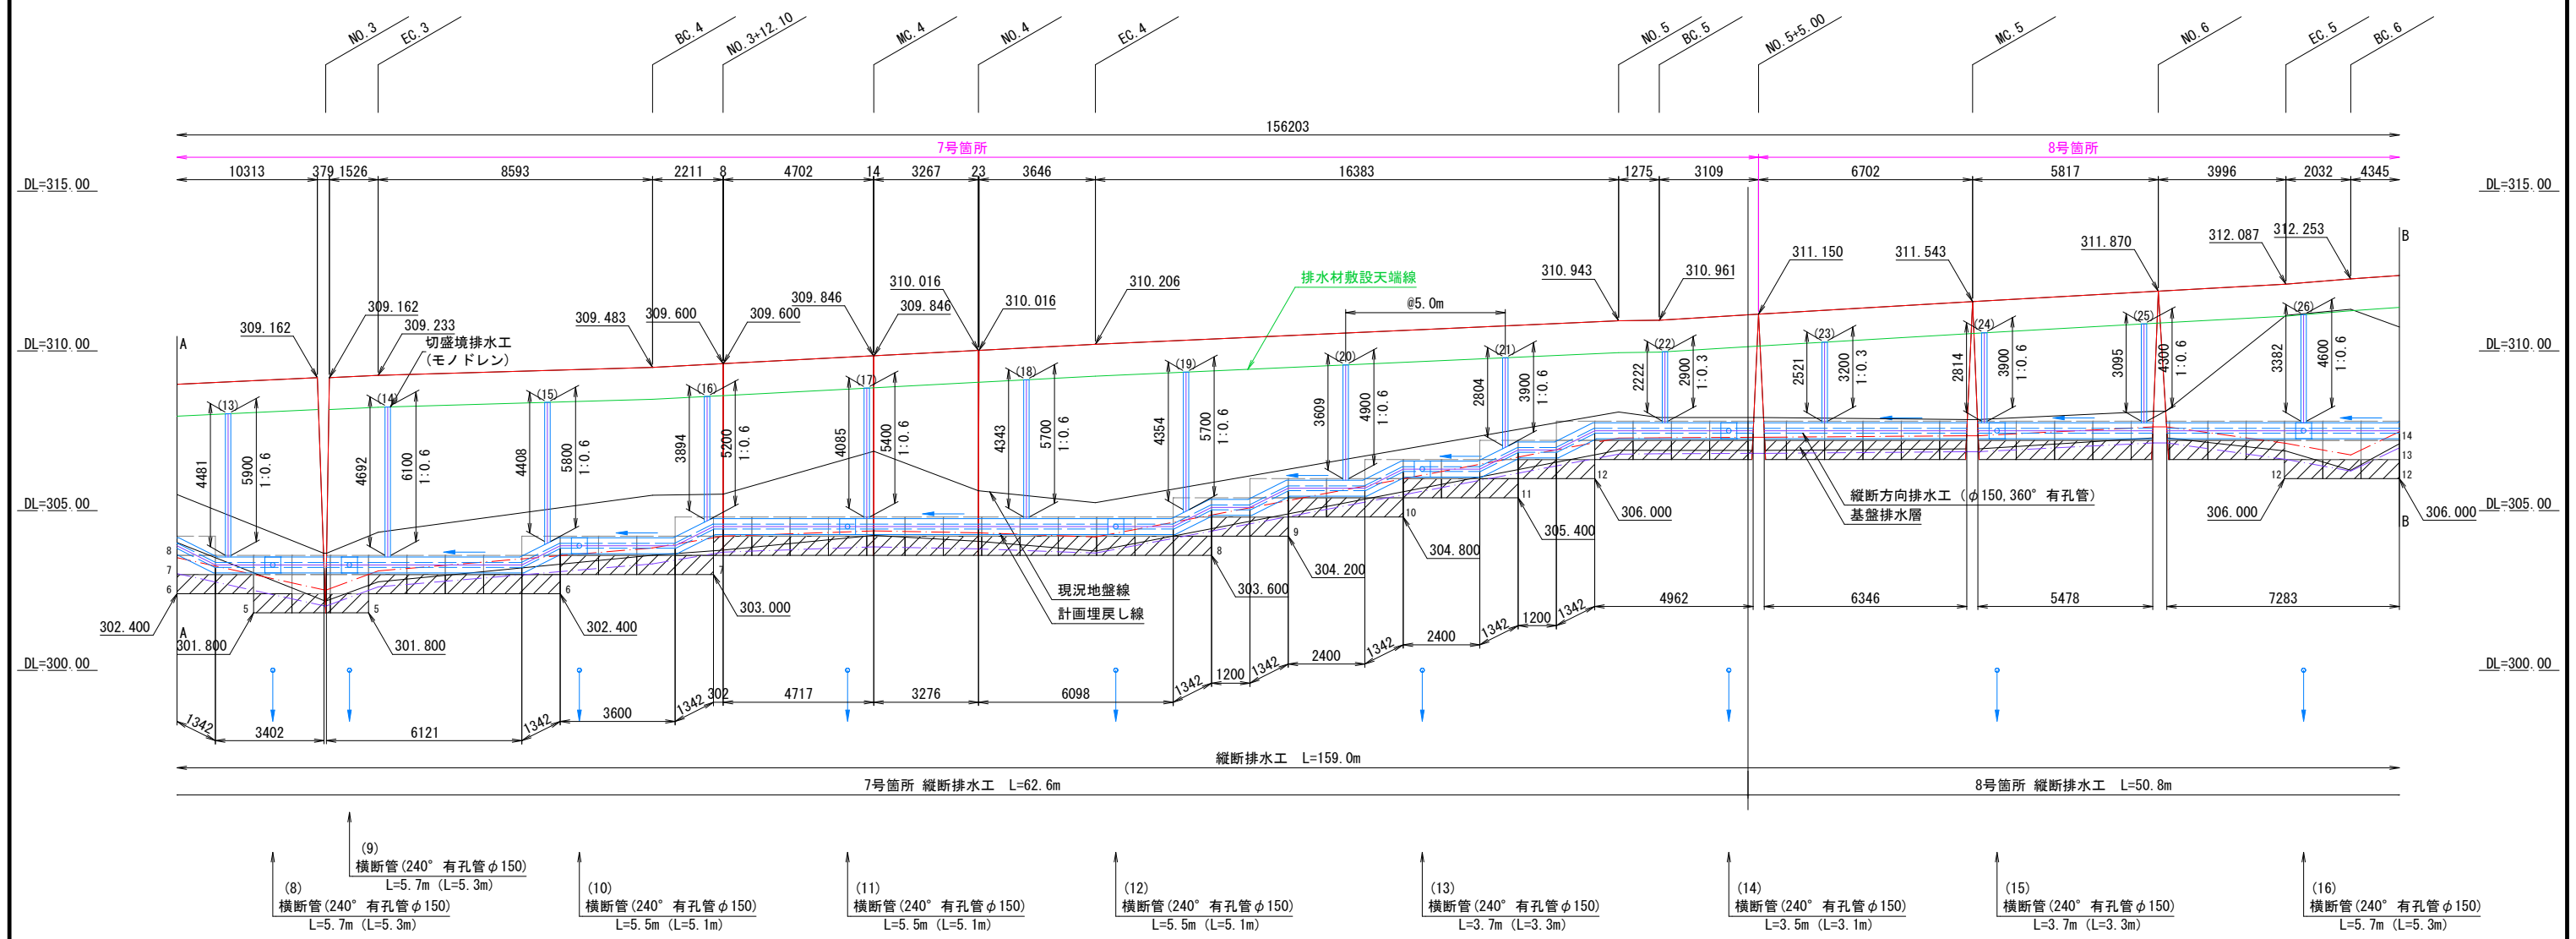 NO.3
EC.3
BC.4
NO.3+12.10
MC.4
NO.4
EC.4
NO.5
BC.5
NO.5+5.00
MC.5
NO.6
EC.5
BC.6
156203
7号箇所
8号箇所
10313
379
1526
8593
2211
8
4702
14
3267
23
3646
16383
1275
3109
6702
5817
3996
2032
4345
DL=315.00
DL=315.00
309.162
309.162
309.233
309.483
309.600
309.600
309.846
310.016
309.846
310.016
310.206
310.943
310.961
311.150
311.543
311.870
312.087
312.253
排水材敷設天端線
@5.0m
切盛境排水工
(モノドレン)
A
B
DL=310.00
DL=310.00
(13)
4481
5900
1:0.6
(14)
4692
6100
1:0.6
(15)
4408
5800
1:0.6
(16)
3894
5200
1:0.6
(17)
4085
5400
1:0.6
(18)
4343
5700
1:0.6
(19)
4354
5700
1:0.6
(20)
3609
4900
1:0.6
(21)
2804
3900
1:0.6
(22)
2222
2900
1:0.3
(23)
2521
3200
1:0.3
(24)
2814
3900
1:0.6
(25)
3095
4300
1:0.6
(26)
3382
4600
1:0.6
DL=305.00
DL=305.00
8
7
6
5
5
6
7
8
9
10
11
12
12
14
13
12
縦断方向排水工 (φ150,360° 有孔管)
基盤排水層
現況地盤線
計画埋戻し線
302.400
301.800
301.800
302.400
303.000
303.600
304.200
304.800
305.400
306.000
306.000
306.000
A
B
DL=300.00
DL=300.00
1342
3402
6121
1342
3600
1342
302
4717
3276
6098
1342
1200
1342
2400
1342
2400
1342
1200
1342
4962
6346
5478
7283
縦断排水工 L=159.0m
7号箇所 縦断排水工 L=62.6m
8号箇所 縦断排水工 L=50.8m
(8)
横断管(240° 有孔管φ150)
L=5.7m (L=5.3m)
(9)
横断管(240° 有孔管φ150)
L=5.7m (L=5.3m)
(10)
横断管(240° 有孔管φ150)
L=5.5m (L=5.1m)
(11)
横断管(240° 有孔管φ150)
L=5.5m (L=5.1m)
(12)
横断管(240° 有孔管φ150)
L=5.5m (L=5.1m)
(13)
横断管(240° 有孔管φ150)
L=3.7m (L=3.3m)
(14)
横断管(240° 有孔管φ150)
L=3.5m (L=3.1m)
(15)
横断管(240° 有孔管φ150)
L=3.7m (L=3.3m)
(16)
横断管(240° 有孔管φ150)
L=5.7m (L=5.3m)